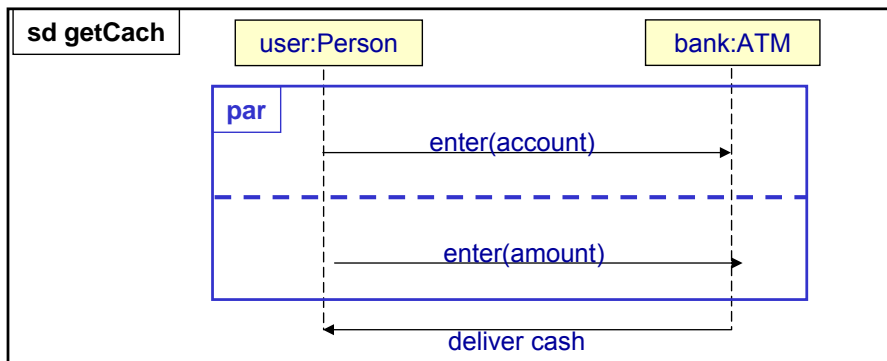 sd getCach
user:Person
bank:ATM
par
enter(account)
enter(amount)
deliver cash